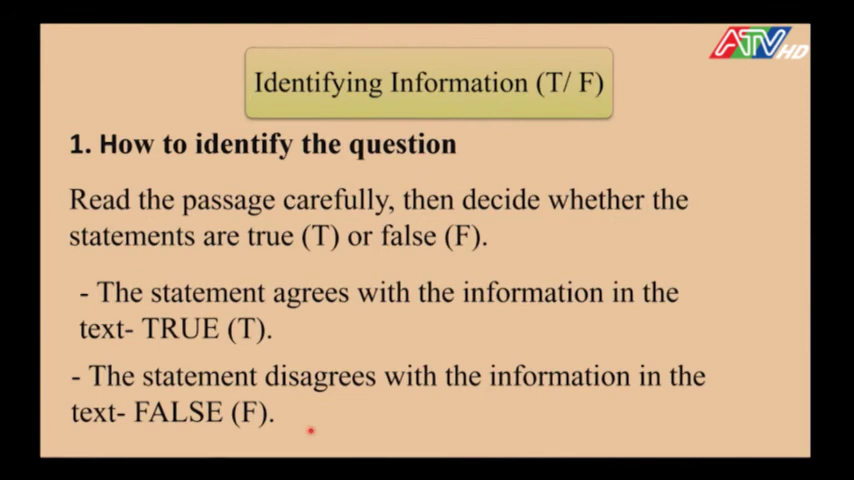 ATV HD
Identifying Information (T/ F)
1. How to identify the question
Read the passage carefully, then decide whether the
statements are true (T) or false (F).
- The statement agrees with the information in the
text- TRUE (T).
- The statement disagrees with the information in the
text- FALSE (F).